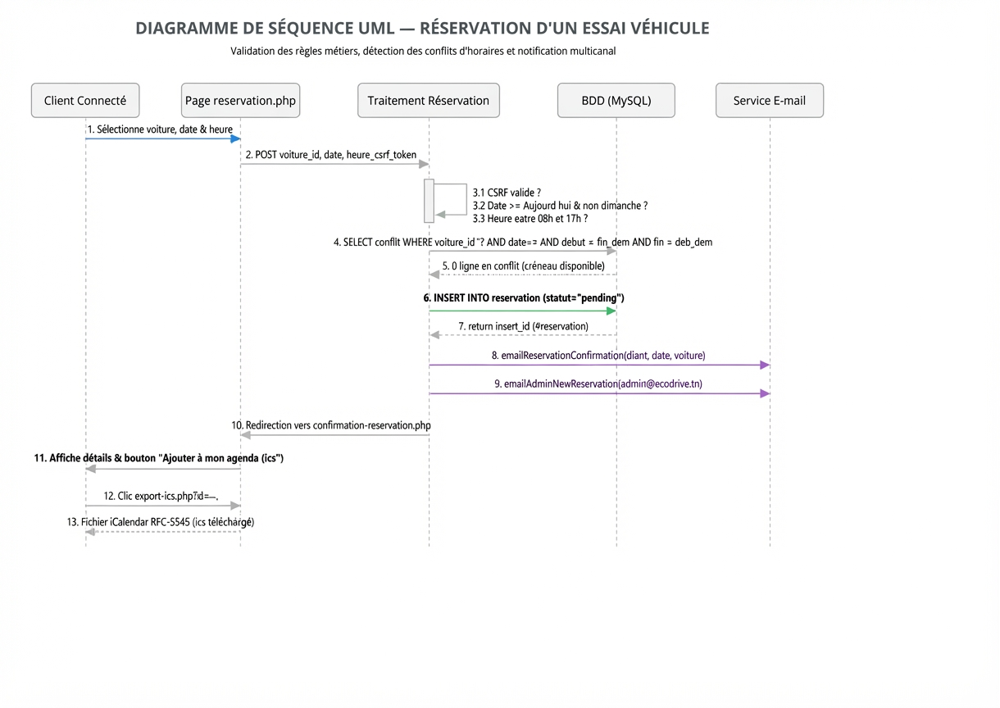 DIAGRAMME DE SÉQUENCE UML — RÉSERVATION D'UN ESSAI VÉHICULE
Validation des règles métiers, détection des conflits d'horaires et notification multicanal
Client Connecté
Page reservation.php
Traitement Réservation
BDD (MySQL)
Service E-mail
1. Sélectionne voiture, date & heure
2. POST voiture_id, date, heure_csrf_token
3.1 CSRF valide ?
3.2 Date >= Aujourd hui & non dimanche ?
3.3 Heure eatre 08h et 17h ?
4. SELECT confllt WHERE voiture_id "? AND date== AND debut = fin_dem AND fin = deb_dem
5. 0 ligne en conflit (créneau disponible)
6. INSERT INTO reservation (statut="pending")
7. return insert_id (#reservation)
8. emailReservationConfirmation(diant, date, voiture)
9. emailAdminNewReservation(admin@ecodrive.tn)
10. Redirection vers confirmation-reservation.php
11. Affiche détails & bouton "Ajouter à mon agenda (ics")
12. Clic
13. Fichier iCalendar RFC-S545 (ics téléchargé)